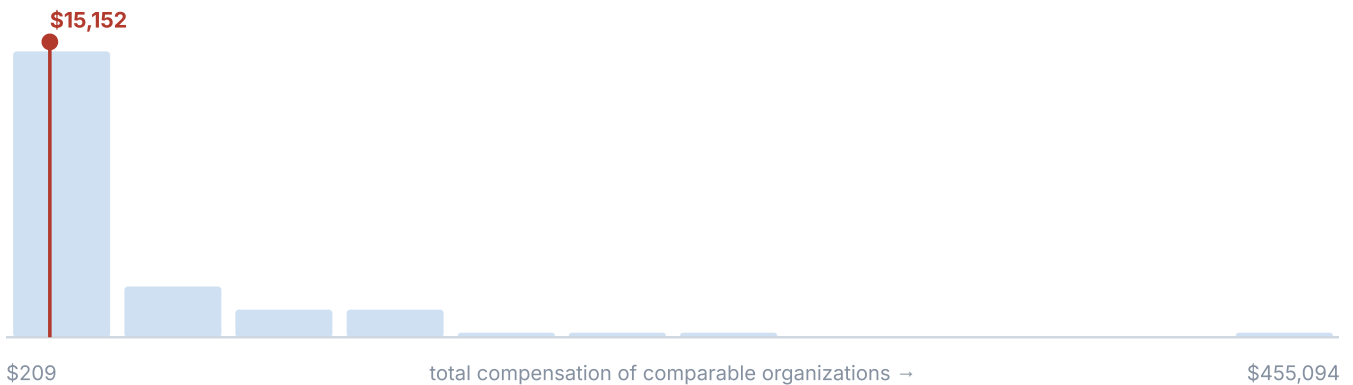 $15,152
$209
total compensation of comparable organizations →
$455,094